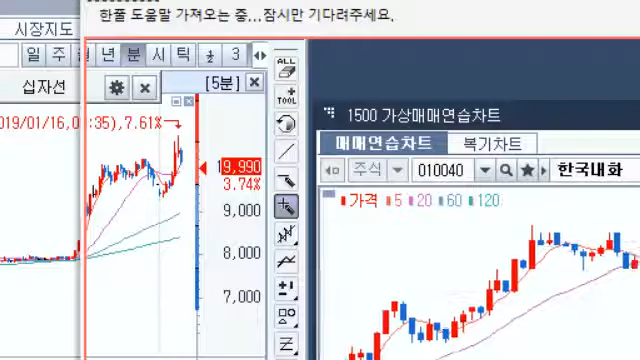 한풀 도움말 가져오는 중...잠시만 기다려주세요.
시장지도
일 주 월 년 분 시 틱 초 3
십자선
[5분]
019/01/16,09:35),7.61%
19,990
3.74%
9,000
8,000
7,000
ALL
TOOL
1500 가상매매연습차트
매매연습차트 복기차트
주식 010040 한국내화
가격 5 20 60 120